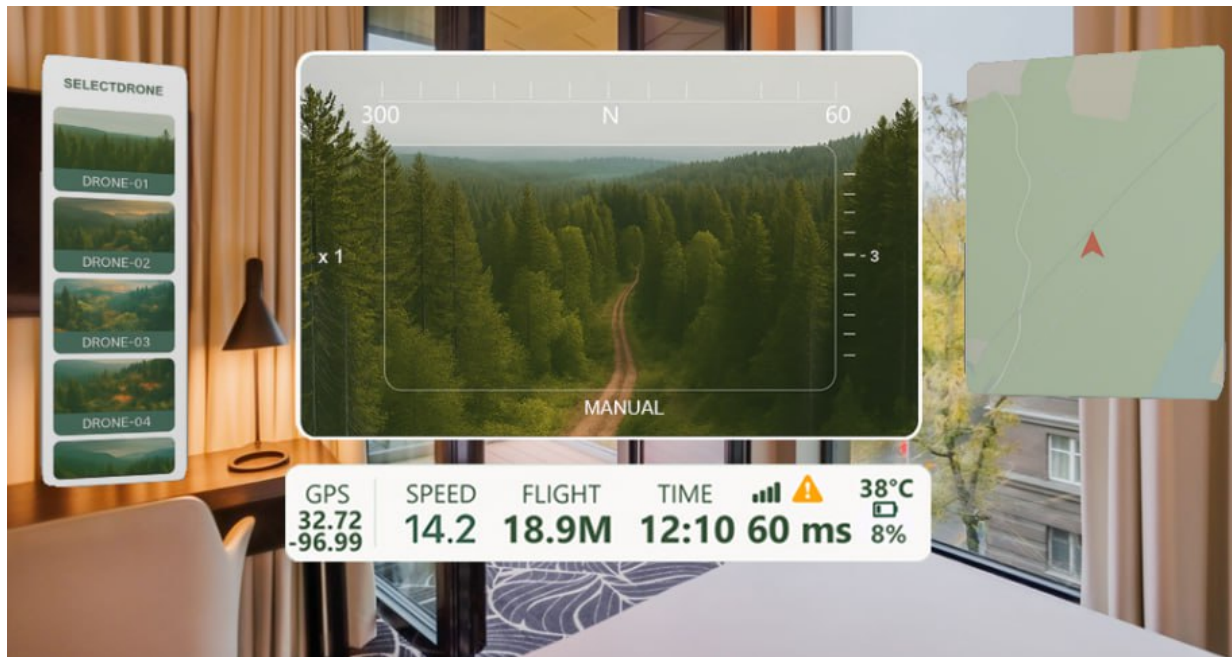 SELECTDRONE
DRONE-01
DRONE-02
DRONE-03
DRONE-04
300 N 60
x 1
- 3
MANUAL
GPS
32.72
-96.99
SPEED
14.2
FLIGHT
18.9M
TIME
12:10
60 ms
38°C
8%